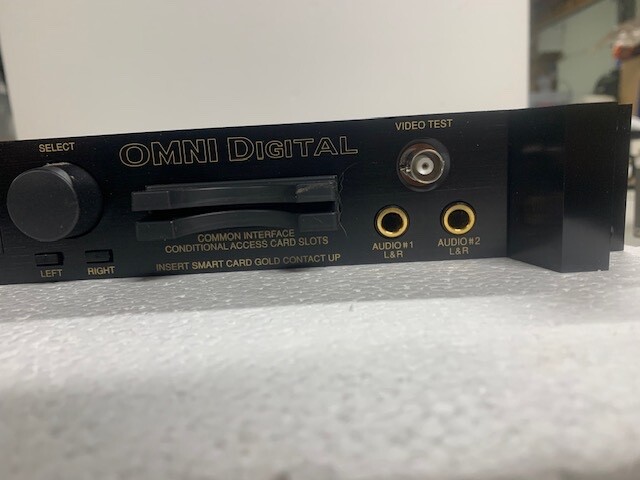 SELECT
OMNI DIGITAL
VIDEO TEST
COMMON INTERFACE
CONDITIONAL ACCESS CARD SLOTS
INSERT SMART CARD GOLD CONTACT UP
LEFT
RIGHT
AUDIO #1
L&R
AUDIO #2
L&R